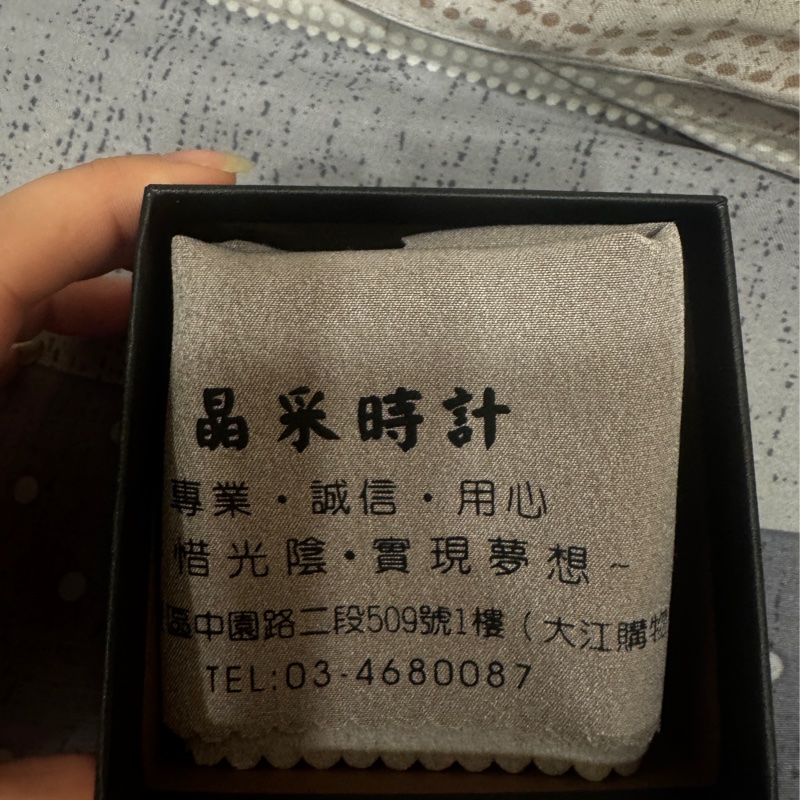 晶采時計
專業·誠信·用心
惜光陰·實現夢想~
區中園路二段509號1樓(大江購物
TEL:03-4680087